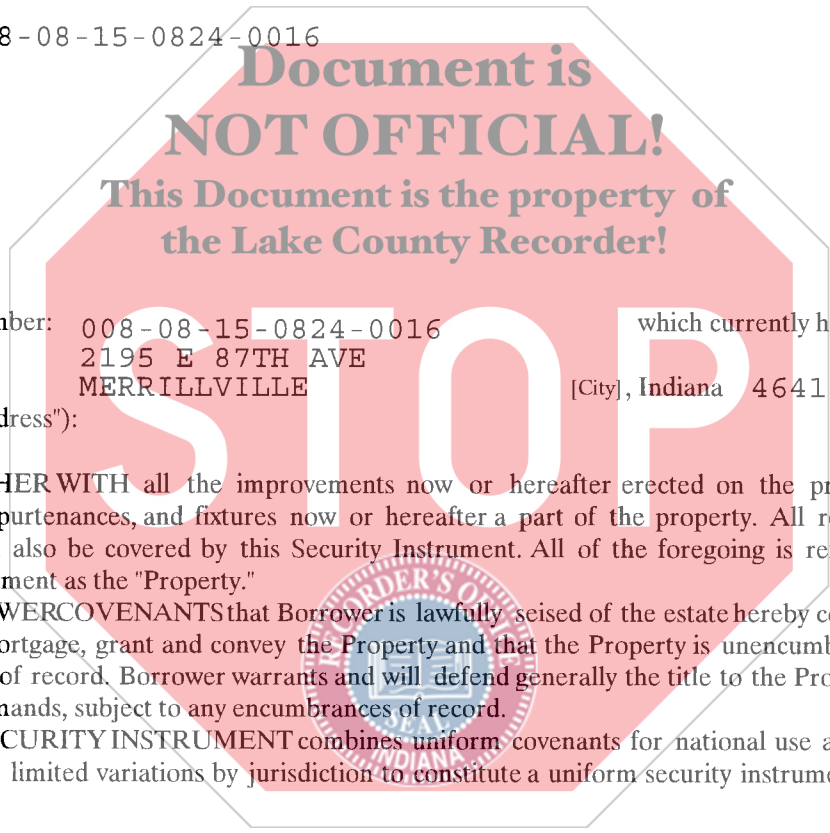 8-08-15-0824-0016
Document is
NOT OFFICIAL!
This Document is the property of
the Lake County Recorder!
STOP
nber: 008-08-15-0824-0016 which currently h
2195 E 87TH AVE
MERRILLVILLE [City], Indiana 4641
dress"):
HER WITH all the improvements now or hereafter erected on the pr
purtenances, and fixtures now or hereafter a part of the property. All r
also be covered by this Security Instrument. All of the foregoing is re
ment as the "Property."
WER COVENANTS that Borrower is lawfully seised of the estate hereby c
ortgage, grant and convey the Property and that the Property is unencumb
of record. Borrower warrants and will defend generally the title to the Pro
nands, subject to any encumbrances of record.
CURITY INSTRUMENT combines uniform covenants for national use a
limited variations by jurisdiction to constitute a uniform security instrume
RECORDER'S OFFICE
SEAL
INDIANA